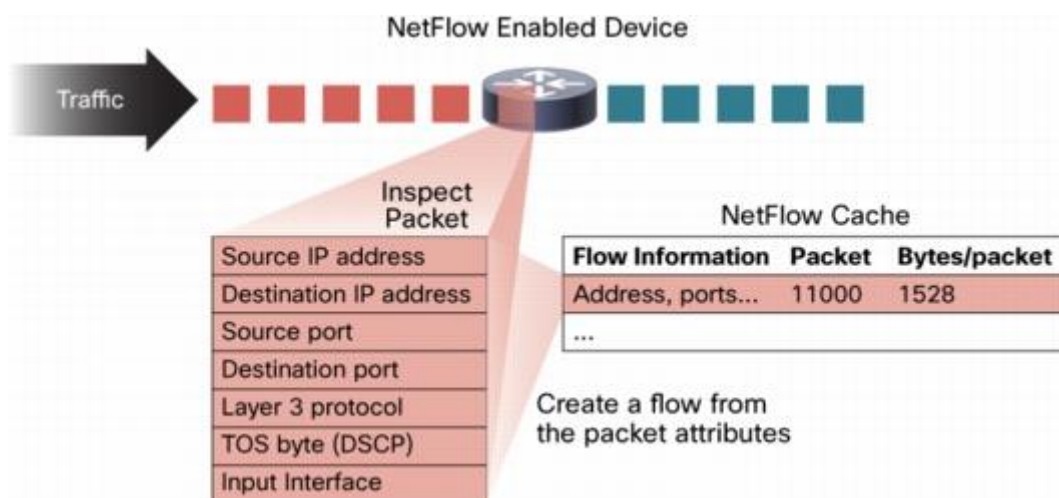 NetFlow Enabled Device
Traffic
Inspect
Packet
Source IP address
Destination IP address
Source port
Destination port
Layer 3 protocol
TOS byte (DSCP)
Input Interface
NetFlow Cache
Flow Information Packet Bytes/packet
Address, ports... 11000 1528
...
Create a flow from
the packet attributes